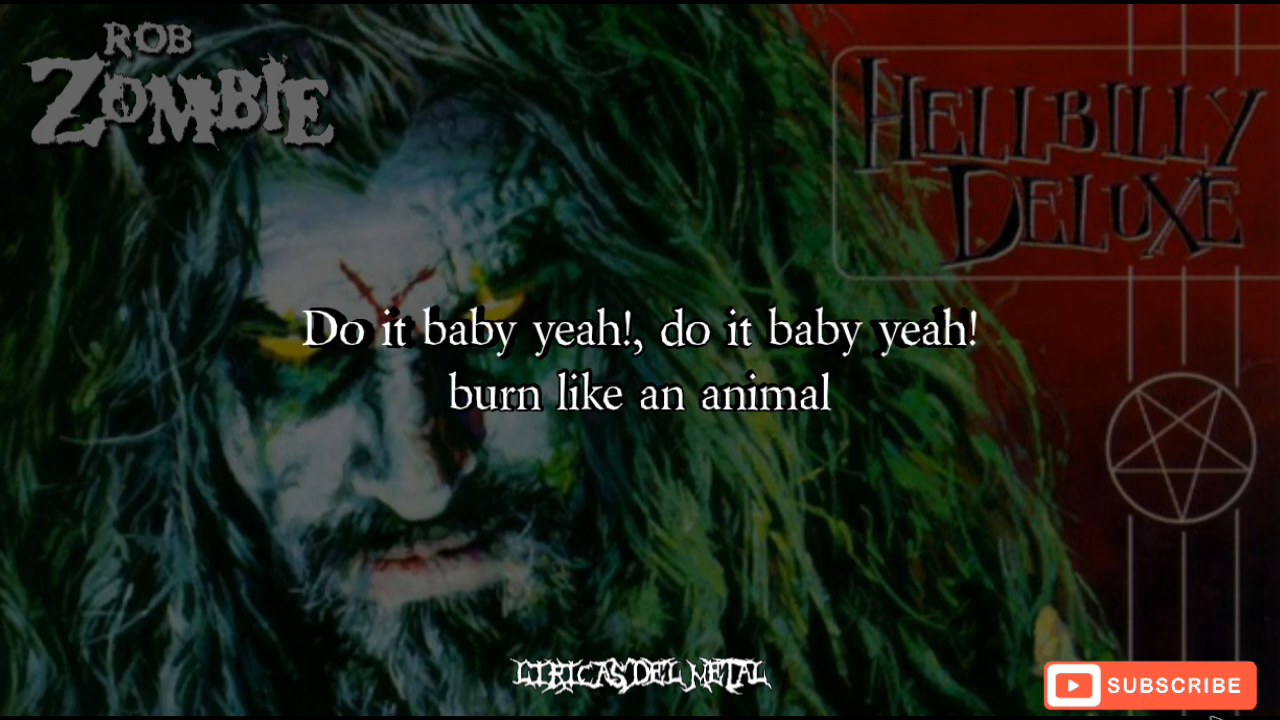 ROB
ZOMBIE
HELLBILLY
DELUXE
Do it baby yeah!, do it baby yeah!
burn like an animal
LIRICAS DEL METAL
SUBSCRIBE